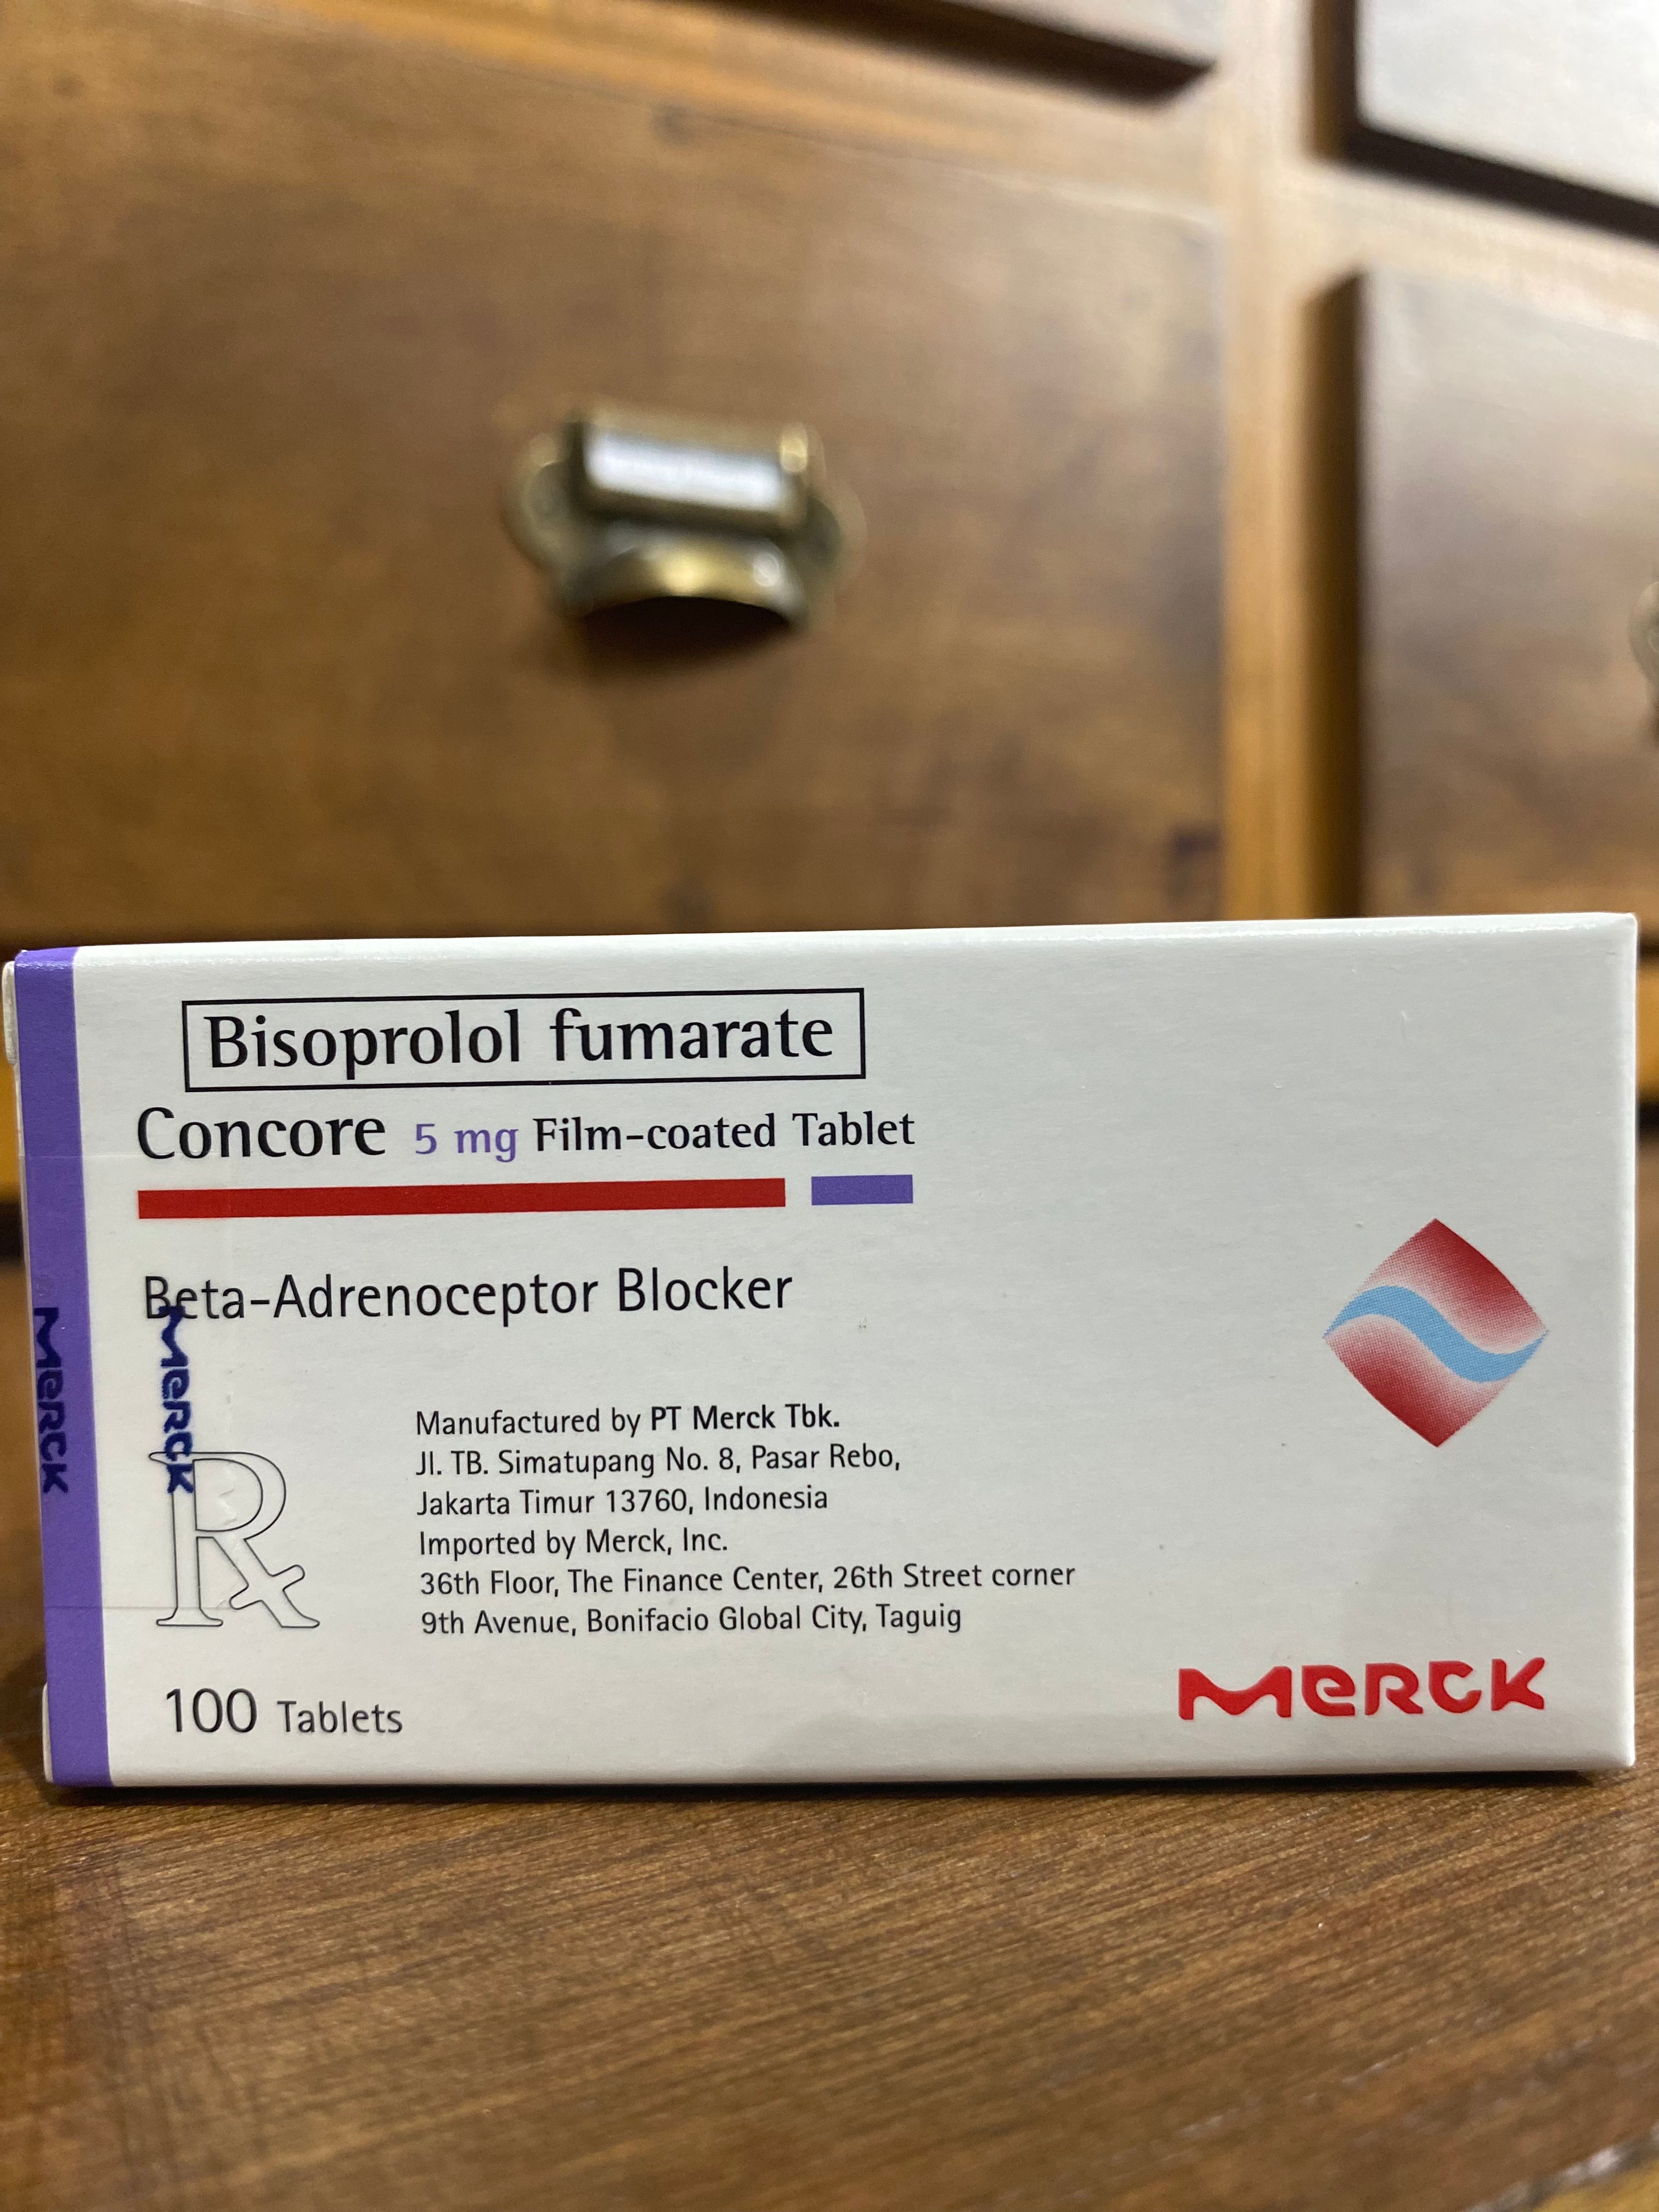 Bisoprolol fumarate
Concore 5 mg Film-coated Tablet
Beta-Adrenoceptor Blocker
MERCK
MERCK
Rx
Manufactured by PT Merck Tbk.
Jl. TB. Simatupang No. 8, Pasar Rebo,
Jakarta Timur 13760, Indonesia
Imported by Merck, Inc.
36th Floor, The Finance Center, 26th Street corner
9th Avenue, Bonifacio Global City, Taguig
100 Tablets
MERCK